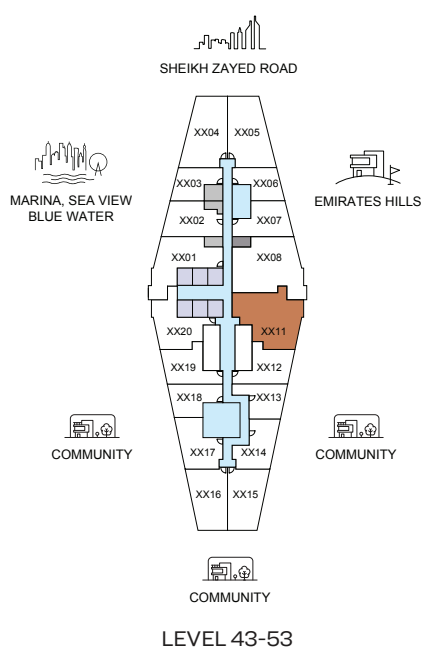 SHEIKH ZAYED ROAD
XX04 XX05
XX03 XX06
MARINA, SEA VIEW
BLUE WATER
EMIRATES HILLS
XX02 XX07
XX01 XX08
XX20 XX11
XX19 XX12
XX18 XX13
COMMUNITY
COMMUNITY
XX17 XX14
XX16 XX15
COMMUNITY
LEVEL 43-53